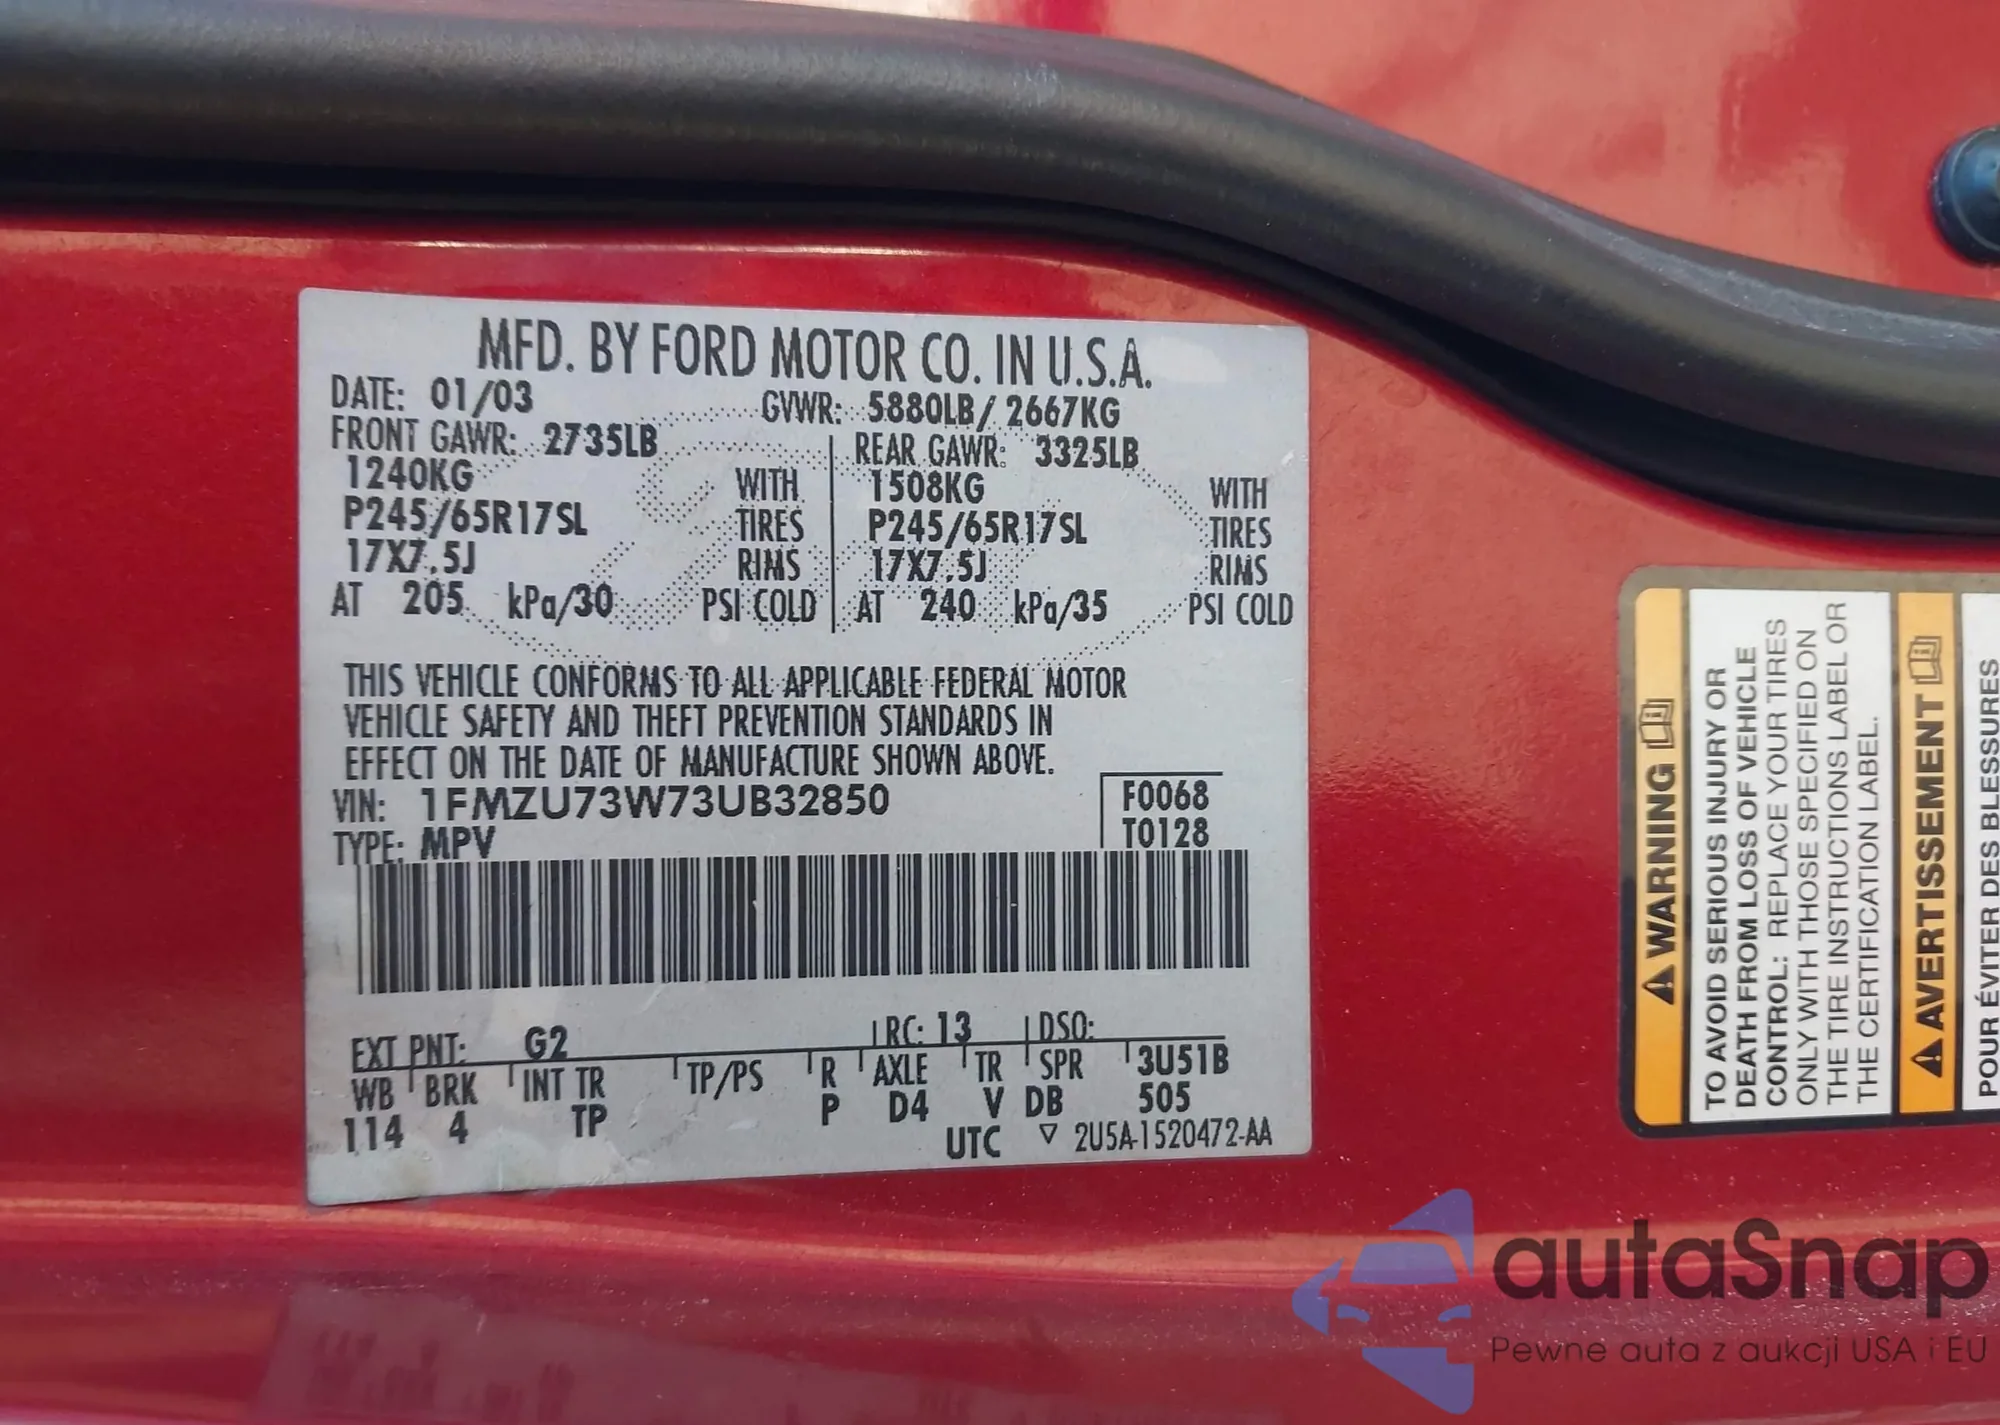 MFD. BY FORD MOTOR CO. IN U.S.A.
DATE: 01/03 GVWR: 5880LB/ 2667KG
FRONT GAWR: 2735LB REAR GAWR: 3325LB
1240KG WITH 1508KG WITH
P245/65R17SL TIRES P245/65R17SL TIRES
17X7.5J RIMS 17X7.5J RIMS
AT 205 kPa/30 PSI COLD AT 240 kPa/35 PSI COLD
THIS VEHICLE CONFORMS TO ALL APPLICABLE FEDERAL MOTOR
VEHICLE SAFETY AND THEFT PREVENTION STANDARDS IN
EFFECT ON THE DATE OF MANUFACTURE SHOWN ABOVE.
VIN: 1FMZU73W73UB32850 F0068
TYPE: MPV T0128
EXT PNT: G2 RC: 13 DSO:
WB BRK INT TR TP/PS R AXLE TR SPR 3U51B
114 4 TP P D4 V DB 505
UTC ▽ 2U5A-1520472-AA
⚠ WARNING
TO AVOID SERIOUS INJURY OR
DEATH FROM LOSS OF VEHICLE
CONTROL: REPLACE YOUR TIRES
ONLY WITH THOSE SPECIFIED ON
THE TIRE INSTRUCTIONS LABEL OR
THE CERTIFICATION LABEL.
⚠ AVERTISSEMENT
POUR ÉVITER DES BLESSURES
autaSnap
Pewne auta z aukcji USA i EU